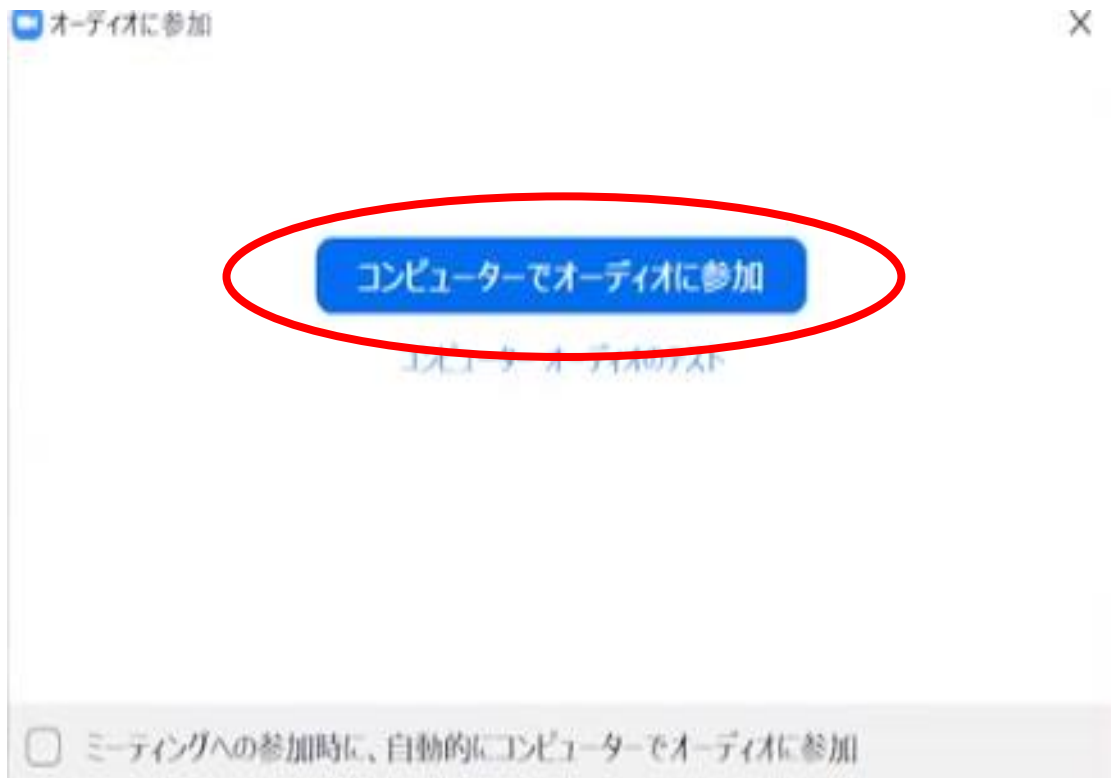 オーディオに参加
コンピューターでオーディオに参加
コンピューター オーディオのテスト
ミーティングへの参加時に、自動的にコンピューターでオーディオに参加